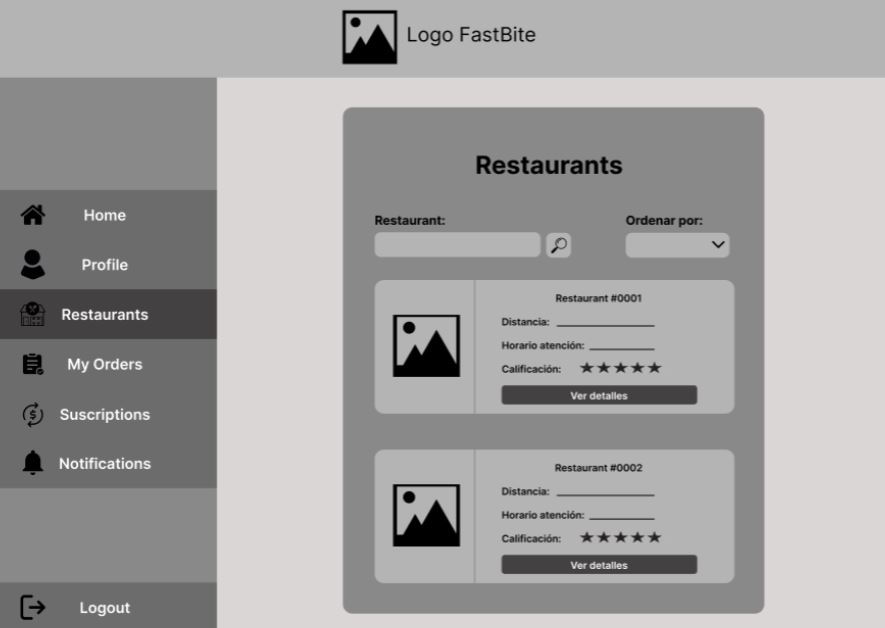 Logo FastBite
Home
Profile
Restaurants
My Orders
Suscriptions
Notifications
Logout
Restaurants
Restaurant:
Ordenar por:
Restaurant #0001
Distancia:
Horario atención:
Calificación: ★★★★★
Ver detalles
Restaurant #0002
Distancia:
Horario atención:
Calificación: ★★★★★
Ver detalles